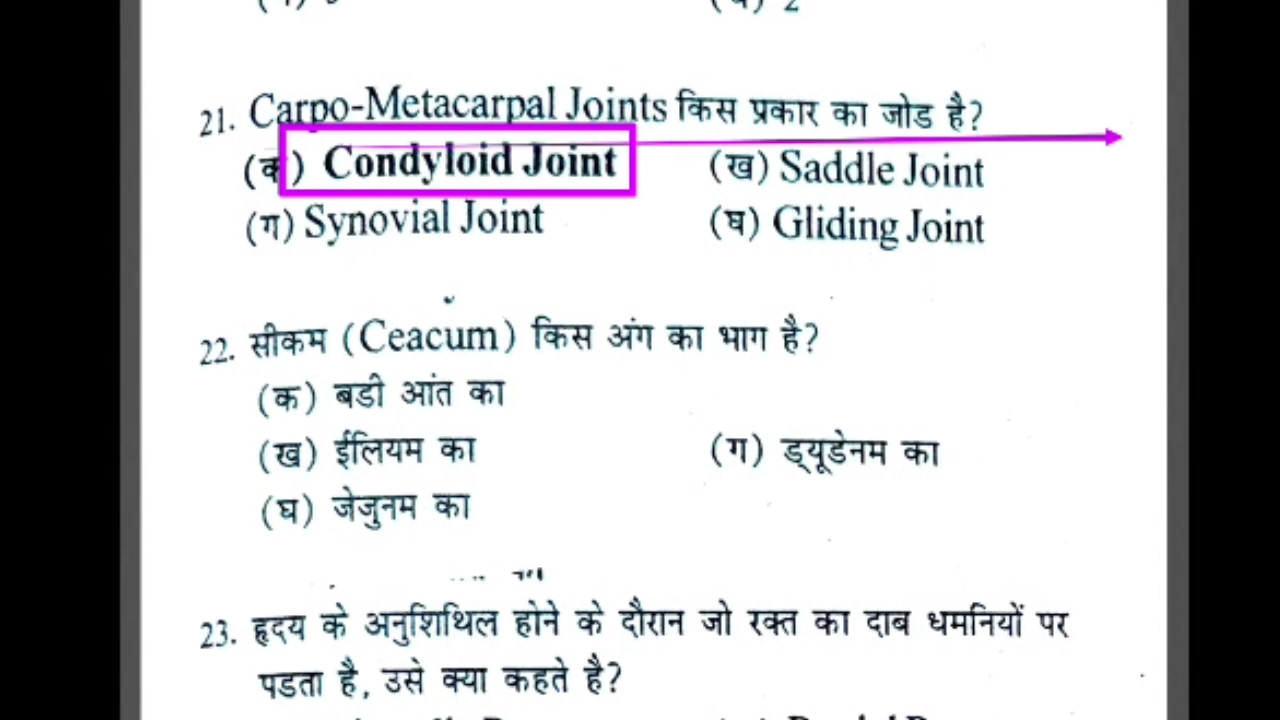 21. Carpo-Metacarpal Joints किस प्रकार का जोड है?
(क) Condyloid Joint (ख) Saddle Joint
(ग) Synovial Joint (घ) Gliding Joint
22. सीकम (Ceacum) किस अंग का भाग है?
(क) बडी आंत का
(ख) ईलियम का (ग) ड्यूडेनम का
(घ) जेजुनम का
23. हृदय के अनुशिथिल होने के दौरान जो रक्त का दाब धमनियों पर
पडता है, उसे क्या कहते है?